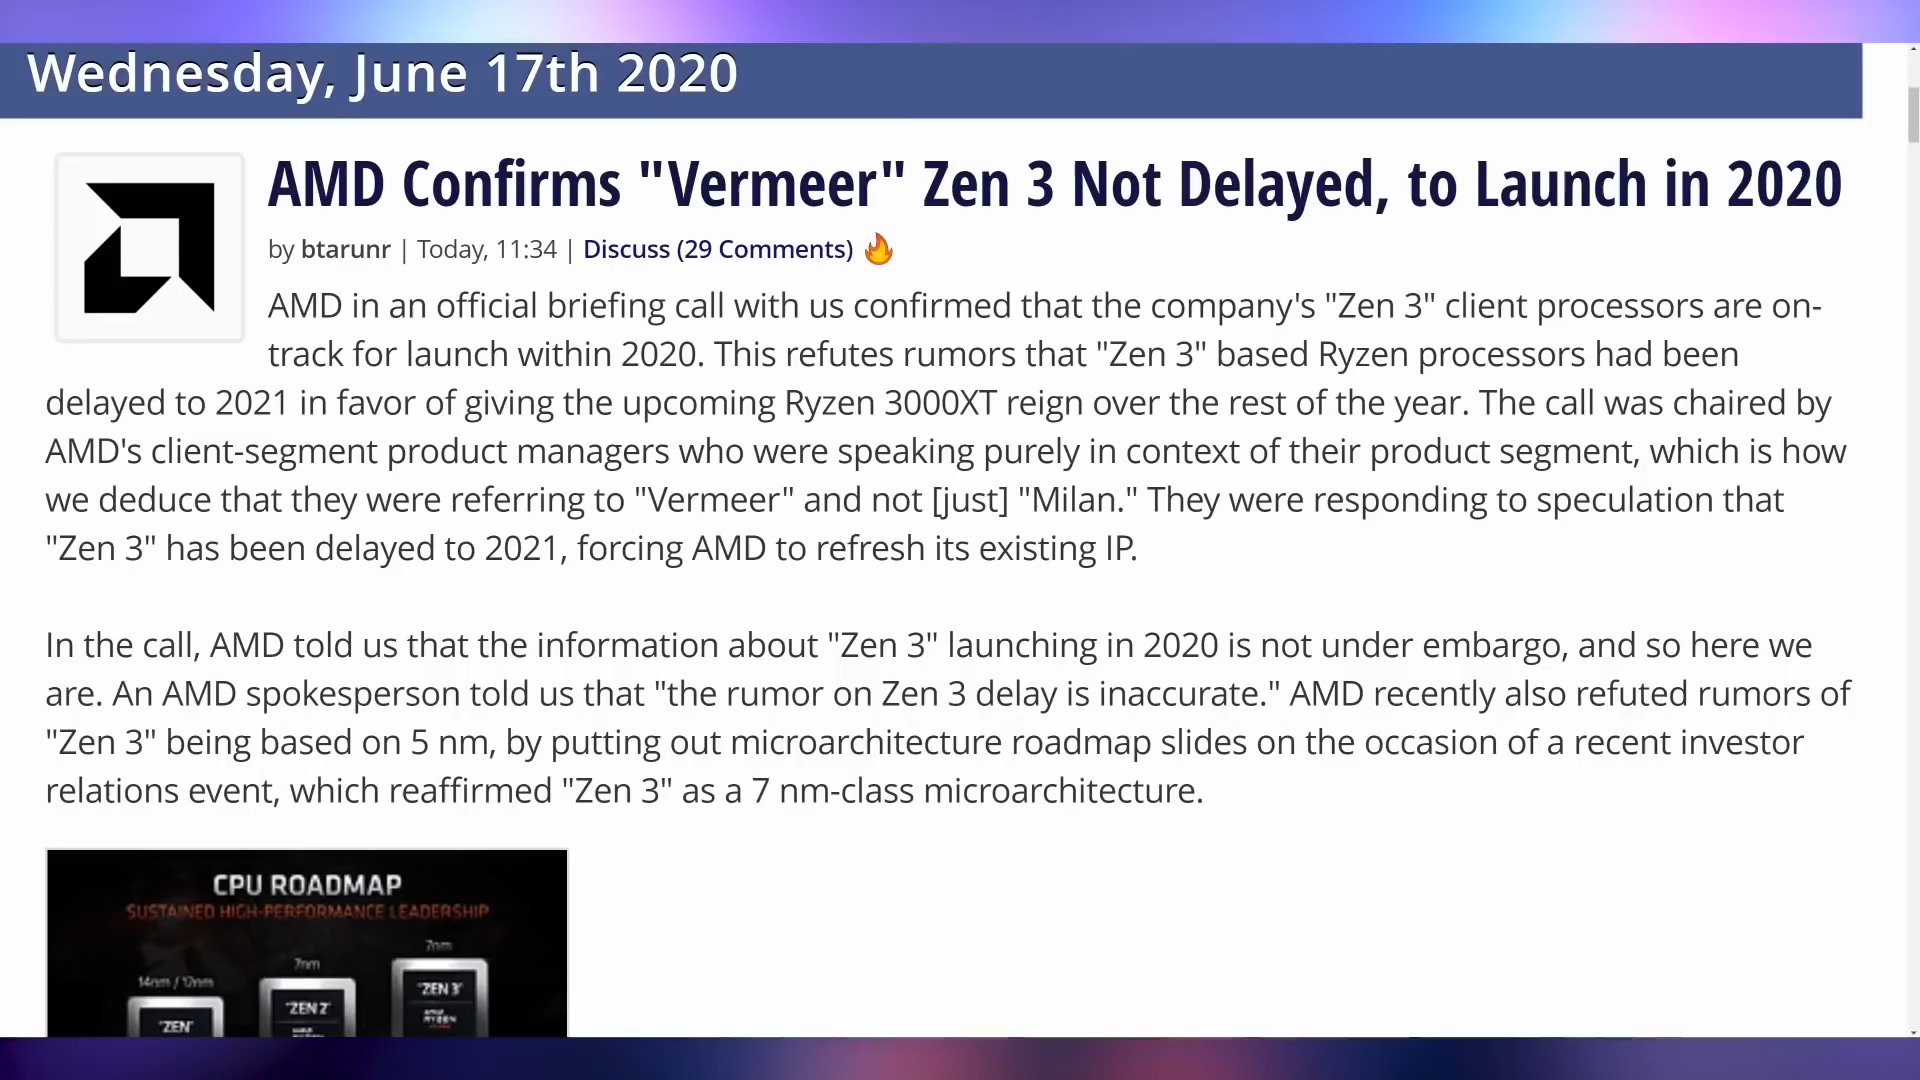 Wednesday, June 17th 2020
AMD Confirms "Vermeer" Zen 3 Not Delayed, to Launch in 2020
by btarunr | Today, 11:34 | Discuss (29 Comments)
AMD in an official briefing call with us confirmed that the company's "Zen 3" client processors are on-
track for launch within 2020. This refutes rumors that "Zen 3" based Ryzen processors had been
delayed to 2021 in favor of giving the upcoming Ryzen 3000XT reign over the rest of the year. The call was chaired by
AMD's client-segment product managers who were speaking purely in context of their product segment, which is how
we deduce that they were referring to "Vermeer" and not [just] "Milan." They were responding to speculation that
"Zen 3" has been delayed to 2021, forcing AMD to refresh its existing IP.
In the call, AMD told us that the information about "Zen 3" launching in 2020 is not under embargo, and so here we
are. An AMD spokesperson told us that "the rumor on Zen 3 delay is inaccurate." AMD recently also refuted rumors of
"Zen 3" being based on 5 nm, by putting out microarchitecture roadmap slides on the occasion of a recent investor
relations event, which reaffirmed "Zen 3" as a 7 nm-class microarchitecture.
CPU ROADMAP
SUSTAINED HIGH-PERFORMANCE LEADERSHIP
7nm
7nm
14nm / 12nm
"ZEN 3"
"ZEN 2"
"ZEN"